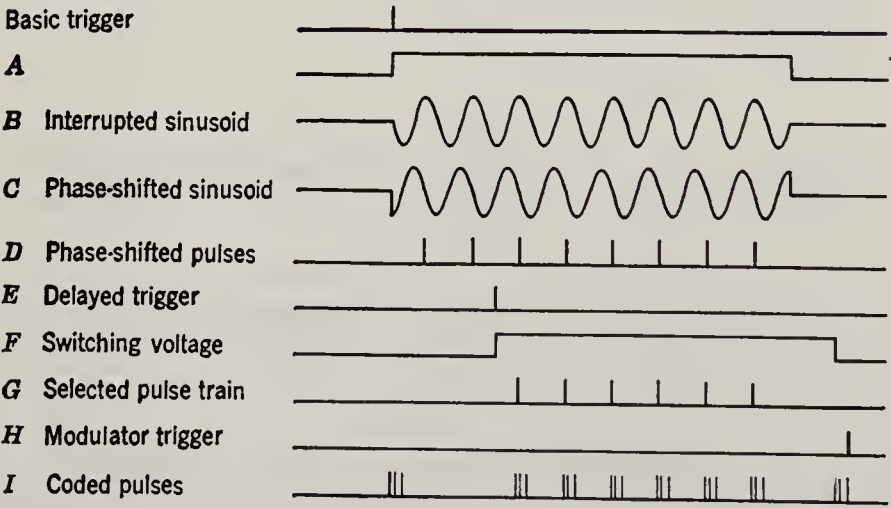 Basic trigger
A
B Interrupted sinusoid
C Phase-shifted sinusoid
D Phase-shifted pulses
E Delayed trigger
F Switching voltage
G Selected pulse train
H Modulator trigger
I Coded pulses